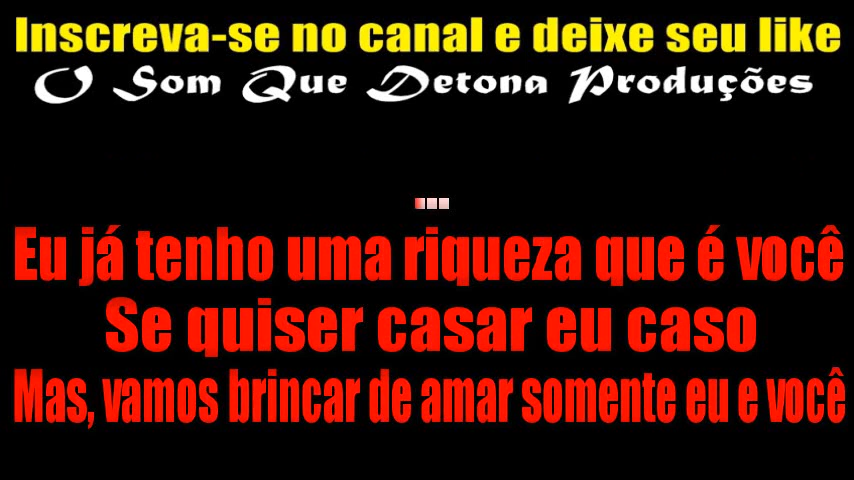 Inscreva-se no canal e deixe seu like
O Som Que Detona Produções
Eu já tenho uma riqueza que é você
Se quiser casar eu caso
Mas, vamos brincar de amar somente eu e você